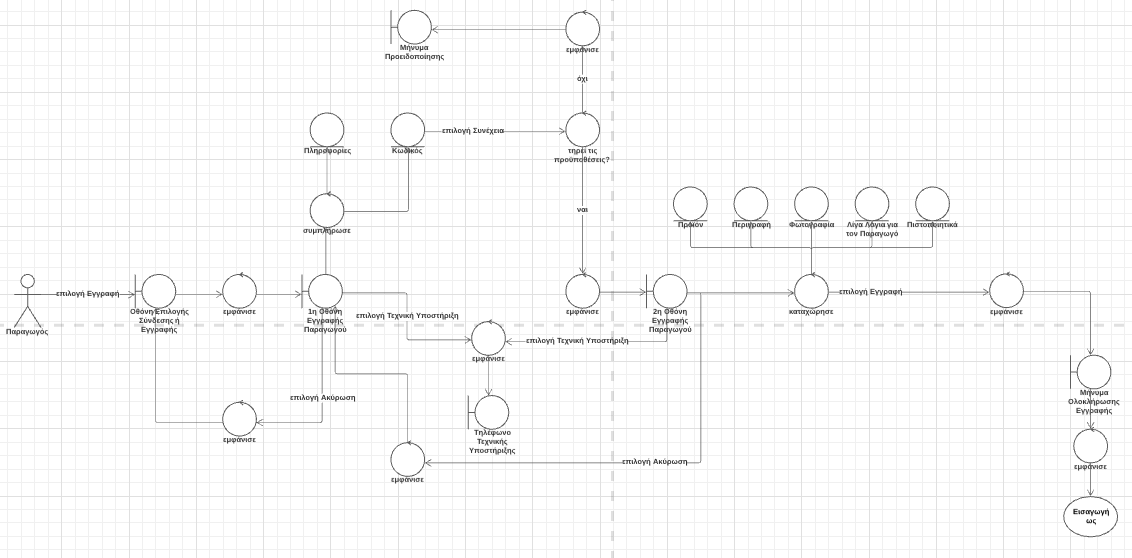 Μήνυμα
Προειδοποίησης
εμφάνισε
όχι
Πληροφορίες
Κωδικός
επιλογή Συνέχεια
τηρεί τις
προϋποθέσεις?
συμπλήρωσε
ναι
Προϊόν
Περιγραφή
Φωτογραφία
Λίγα Λόγια για
τον Παραγωγό
Πιστοποιητικά
Παραγωγός
επιλογή Εγγραφή
Οθόνη Επιλογής
Σύνδεσης ή
Εγγραφής
εμφάνισε
1η Οθόνη
Εγγραφής
Παραγωγού
επιλογή Τεχνική Υποστήριξη
εμφάνισε
εμφάνισε
2η Οθόνη
Εγγραφής
Παραγωγού
επιλογή Τεχνική Υποστήριξη
καταχώρησε
επιλογή Εγγραφή
εμφάνισε
επιλογή Ακύρωση
εμφάνισε
Τηλέφωνο
Τεχνικής
Υποστήριξης
εμφάνισε
επιλογή Ακύρωση
Μήνυμα
Ολοκλήρωσης
Εγγραφής
εμφάνισε
Εισαγωγή
ως